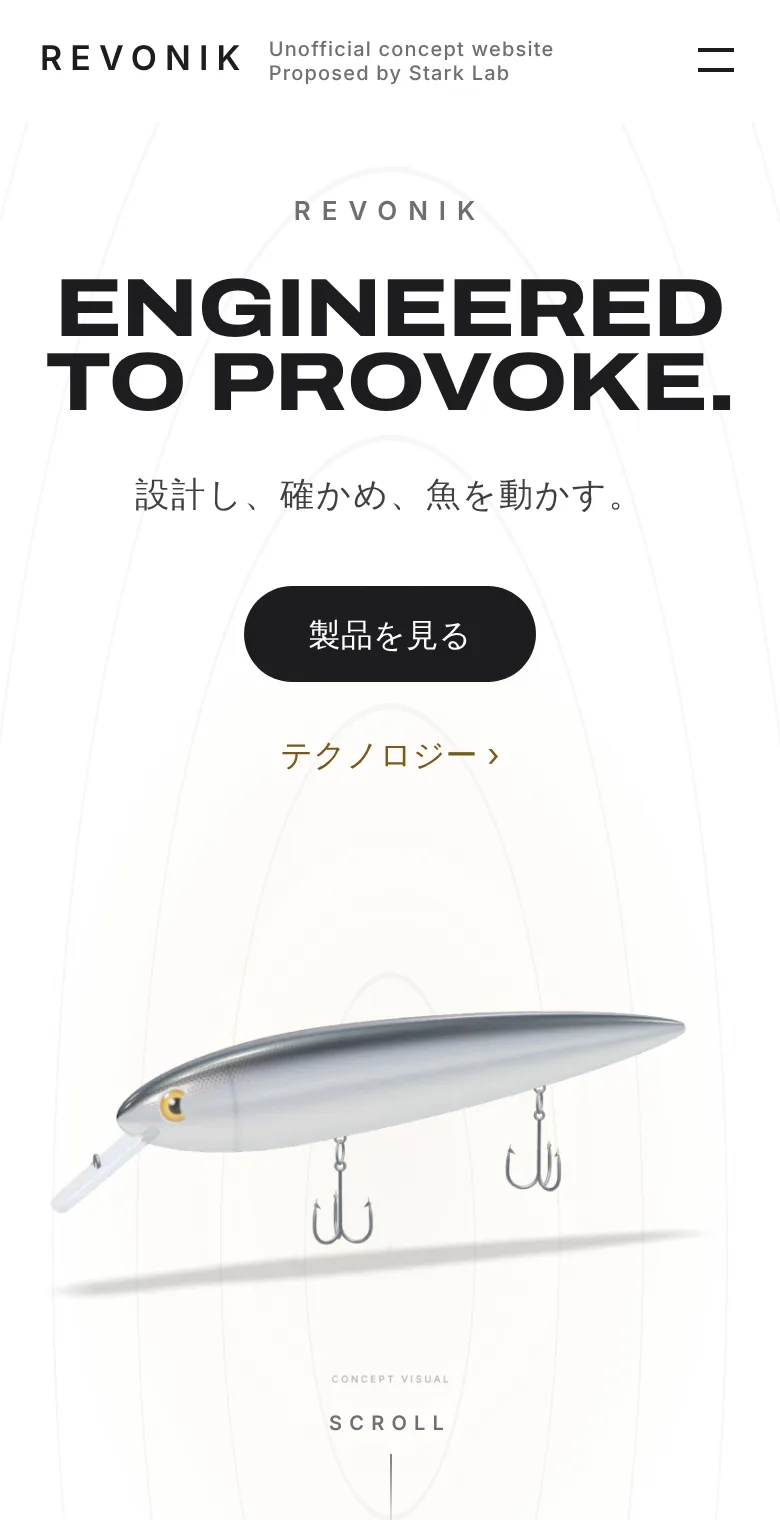 REVONIK
Unofficial concept website
Proposed by Stark Lab
REVONIK
ENGINEERED
TO PROVOKE.
設計し、確かめ、魚を動かす。
製品を見る
テクノロジー ›
CONCEPT VISUAL
SCROLL